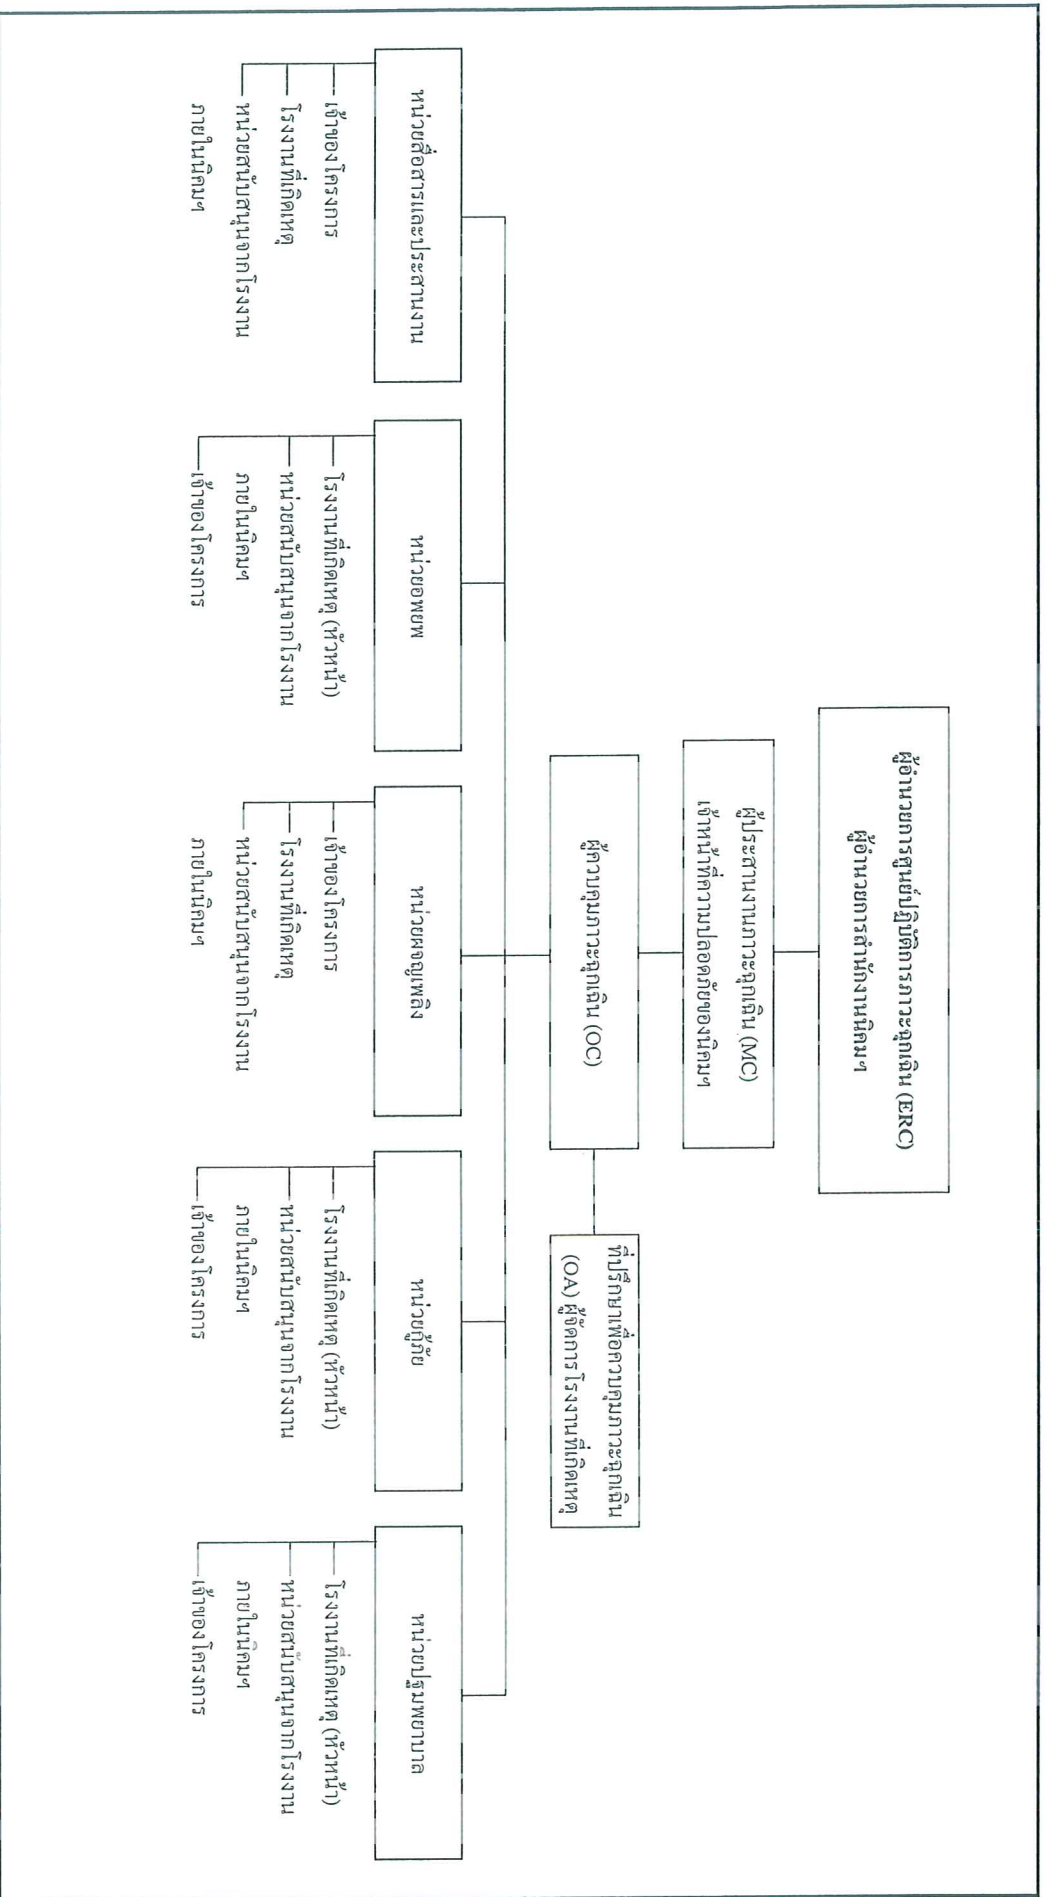 ผู้อำนวยการศูนย์ปฏิบัติการภาวะฉุกเฉิน (ERC)
ผู้อำนวยการสำนักงานนิคมฯ
ผู้ประสานงานภาวะฉุกเฉิน (MC)
เจ้าหน้าที่ความปลอดภัยของนิคมฯ
ผู้ควบคุมภาวะฉุกเฉิน (OC)
ที่ปรึกษาเพื่อควบคุมภาวะฉุกเฉิน
(OA) ผู้จัดการโรงงานที่เกิดเหตุ
หน่วยสื่อสารและประสานงาน
เจ้าของโครงการ
โรงงานที่เกิดเหตุ
หน่วยสนับสนุนจากโรงงาน
ภายในนิคมฯ
หน่วยอพยพ
โรงงานที่เกิดเหตุ (หัวหน้า)
หน่วยสนับสนุนจากโรงงาน
ภายในนิคมฯ
เจ้าของโครงการ
หน่วยผจญเพลิง
เจ้าของโครงการ
โรงงานที่เกิดเหตุ
หน่วยสนับสนุนจากโรงงาน
ภายในนิคมฯ
หน่วยกู้ภัย
โรงงานที่เกิดเหตุ (หัวหน้า)
หน่วยสนับสนุนจากโรงงาน
ภายในนิคมฯ
เจ้าของโครงการ
หน่วยปฐมพยาบาล
โรงงานที่เกิดเหตุ (หัวหน้า)
หน่วยสนับสนุนจากโรงงาน
ภายในนิคมฯ
เจ้าของโครงการ